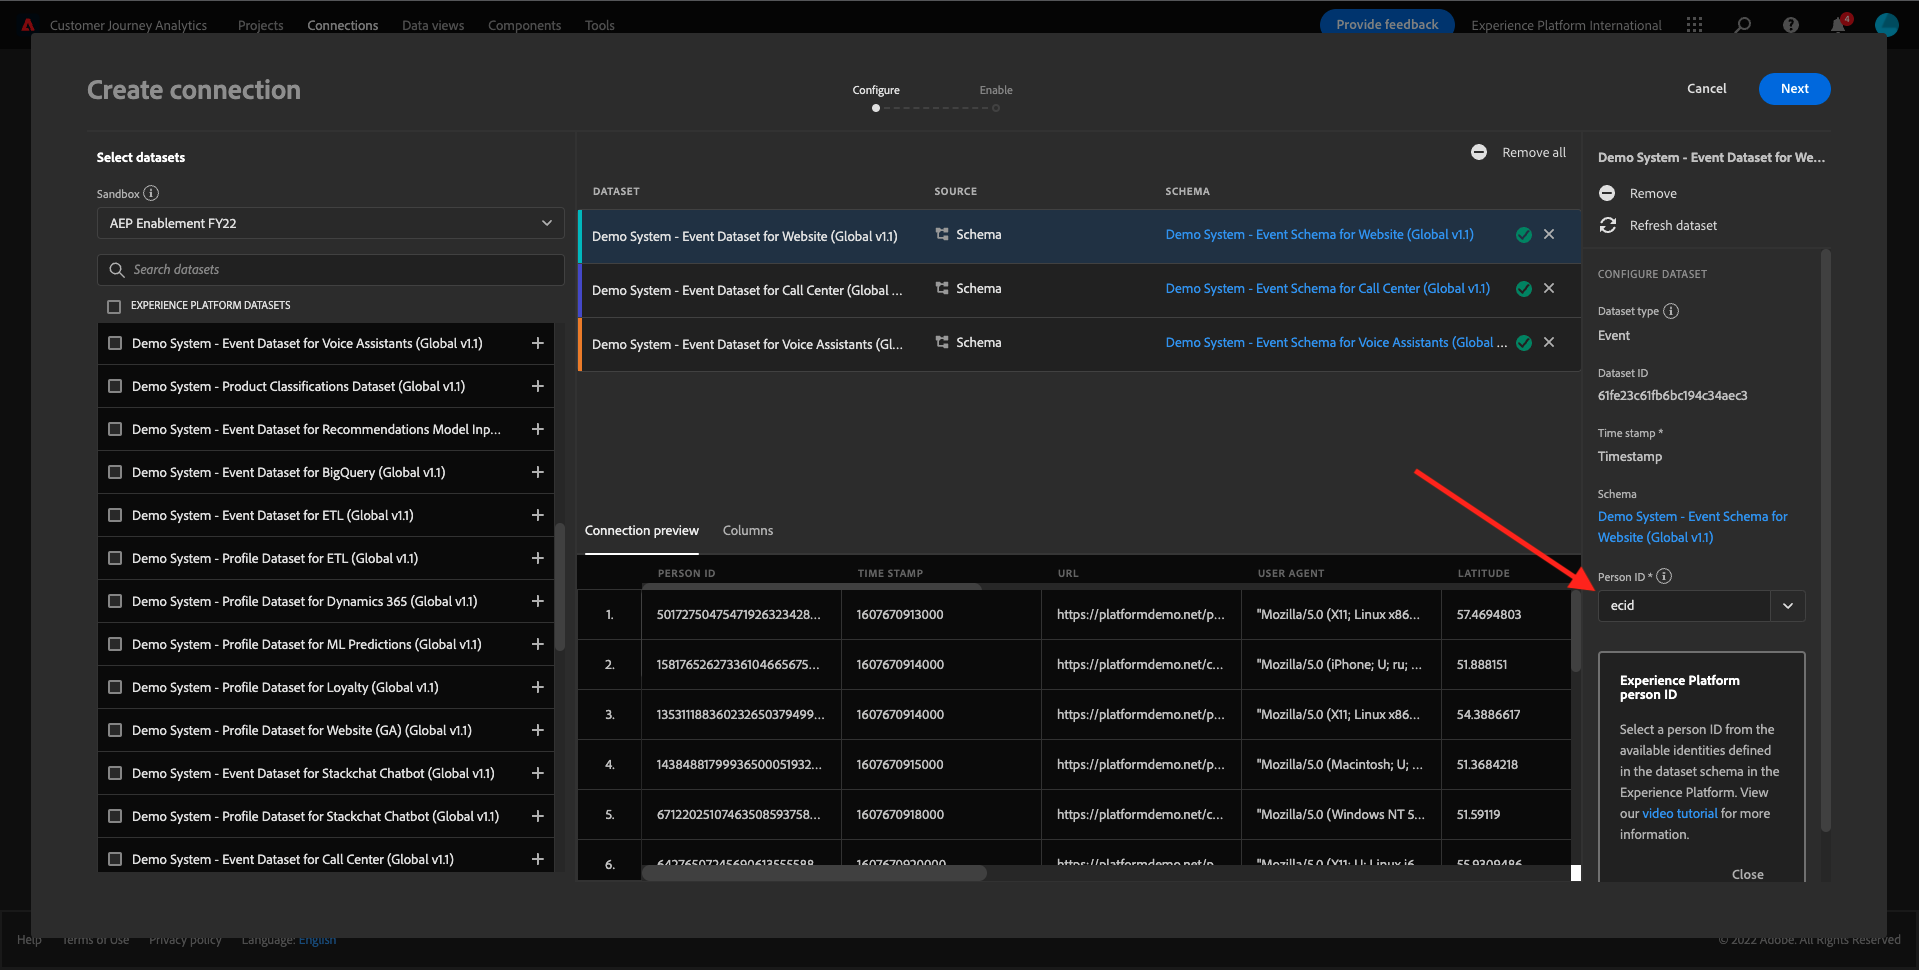 Customer Journey Analytics Projects Connections Data views Components Tools Provide feedback Experience Platform International 4
Create connection
Configure Enable
Cancel Next
Select datasets
Sandbox
AEP Enablement FY22
Search datasets
EXPERIENCE PLATFORM DATASETS
Demo System - Event Dataset for Voice Assistants (Global v1.1)
Demo System - Product Classifications Dataset (Global v1.1)
Demo System - Event Dataset for Recommendations Model Inp...
Demo System - Event Dataset for BigQuery (Global v1.1)
Demo System - Event Dataset for ETL (Global v1.1)
Demo System - Profile Dataset for ETL (Global v1.1)
Demo System - Profile Dataset for Dynamics 365 (Global v1.1)
Demo System - Profile Dataset for ML Predictions (Global v1.1)
Demo System - Profile Dataset for Loyalty (Global v1.1)
Demo System - Profile Dataset for Website (GA) (Global v1.1)
Demo System - Event Dataset for Stackchat Chatbot (Global v1.1)
Demo System - Profile Dataset for Stackchat Chatbot (Global v1.1)
Demo System - Event Dataset for Call Center (Global v1.1)
Remove all
DATASET SOURCE SCHEMA
Demo System - Event Dataset for Website (Global v1.1) Schema Demo System - Event Schema for Website (Global v1.1)
Demo System - Event Dataset for Call Center (Global ... Schema Demo System - Event Schema for Call Center (Global v1.1)
Demo System - Event Dataset for Voice Assistants (Gl... Schema Demo System - Event Schema for Voice Assistants (Global ...
Connection preview Columns
PERSON ID TIME STAMP URL USER AGENT LATITUDE
1. 50172750475471926323428... 1607670913000 https://platformdemo.net/p... "Mozilla/5.0 (X11; Linux x86... 57.4694803
2. 15817652627336104665675... 1607670914000 https://platformdemo.net/c... "Mozilla/5.0 (iPhone; U; ru; ... 51.888151
3. 135311188360232650379499... 1607670914000 https://platformdemo.net/p... "Mozilla/5.0 (X11; Linux x86... 54.3886617
4. 14384881799936500051932... 1607670915000 https://platformdemo.net/p... "Mozilla/5.0 (Macintosh; U; ... 51.3684218
5. 67122025107463508593758... 1607670918000 https://platformdemo.net/c... "Mozilla/5.0 (Windows NT 5... 51.59119
6. 64276507245690613555588... 1607670920000 https://platformdemo.net/p... "Mozilla/5.0 (X11; U; Linux i6... 55.9309486
Demo System - Event Dataset for We...
Remove
Refresh dataset
CONFIGURE DATASET
Dataset type
Event
Dataset ID
61fe23c61fb6bc194c34aec3
Time stamp *
Timestamp
Schema
Demo System - Event Schema for
Website (Global v1.1)
Person ID *
ecid
Experience Platform
person ID
Select a person ID from the
available identities defined
in the dataset schema in the
Experience Platform. View
our video tutorial for more
information.
Close
Help Terms of Use Privacy policy Language: English © 2022 Adobe. All Rights Reserved